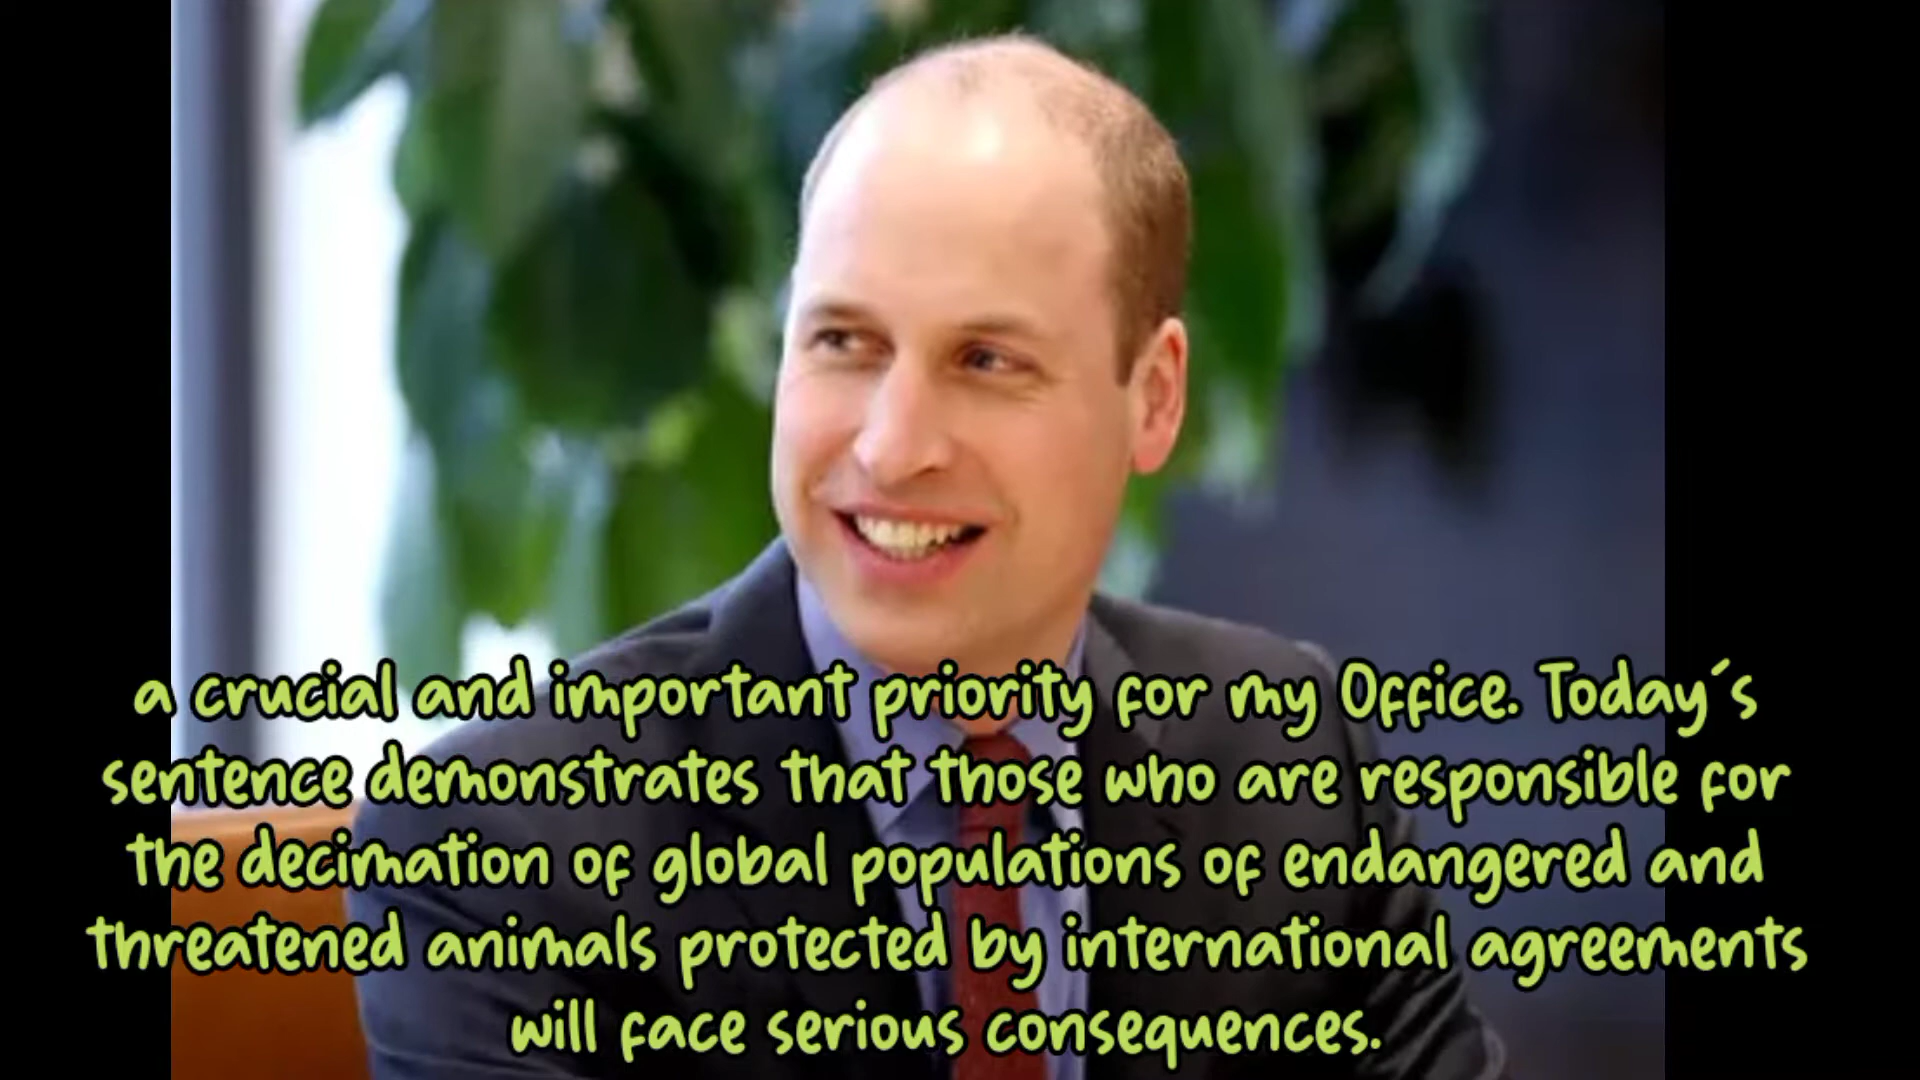 a crucial and important priority for my Office. Today´s
sentence demonstrates that those who are responsible for
the decimation of global populations of endangered and
threatened animals protected by international agreements
will face serious consequences.